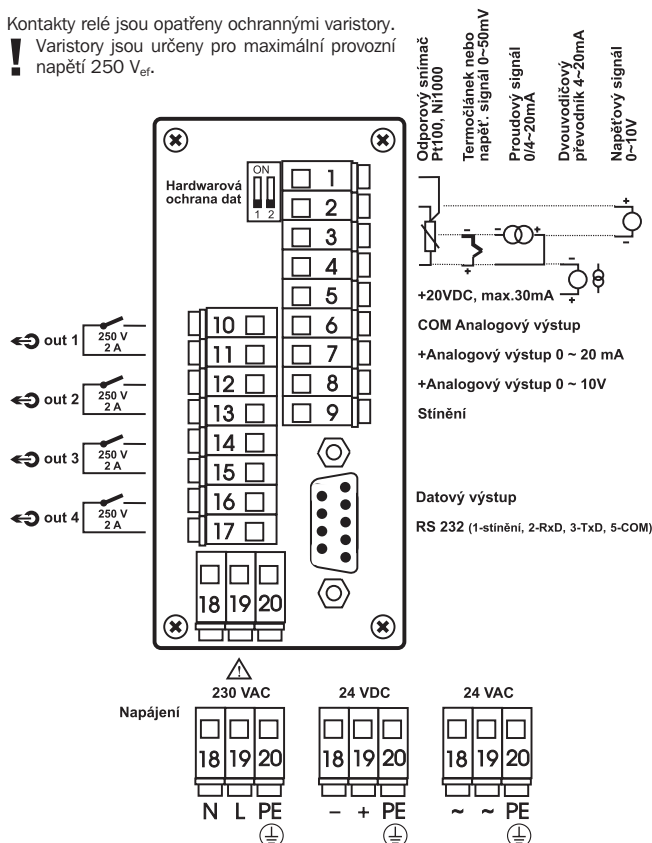 Kontakty relé jsou opatřeny ochrannými varistory.
! Varistory jsou určeny pro maximální provozní
napětí 250 Vef.
Odporový snímač
Pt100, Ni1000
Termočlánek nebo
napěť. signál 0~50mV
Proudový signál
0/4~20mA
Dvouvodičový
převodník 4~20mA
Napěťový signál
0~10V
Hardwarová
ochrana dat
ON
1 2
1
2
3
4
5
6
7
8
9
+
-
- - +
+
+ -
+20VDC, max.30mA
COM Analogový výstup
+Analogový výstup 0 ~ 20 mA
+Analogový výstup 0 ~ 10V
Stínění
out 1 250 V
2 A
out 2 250 V
2 A
out 3 250 V
2 A
out 4 250 V
2 A
10
11
12
13
14
15
16
17
Datový výstup
RS 232 (1-stínění, 2-RxD, 3-TxD, 5-COM)
18 19 20
Napájení
230 VAC
18 19 20
N L PE
24 VDC
18 19 20
- + PE
24 VAC
18 19 20
~ ~ PE